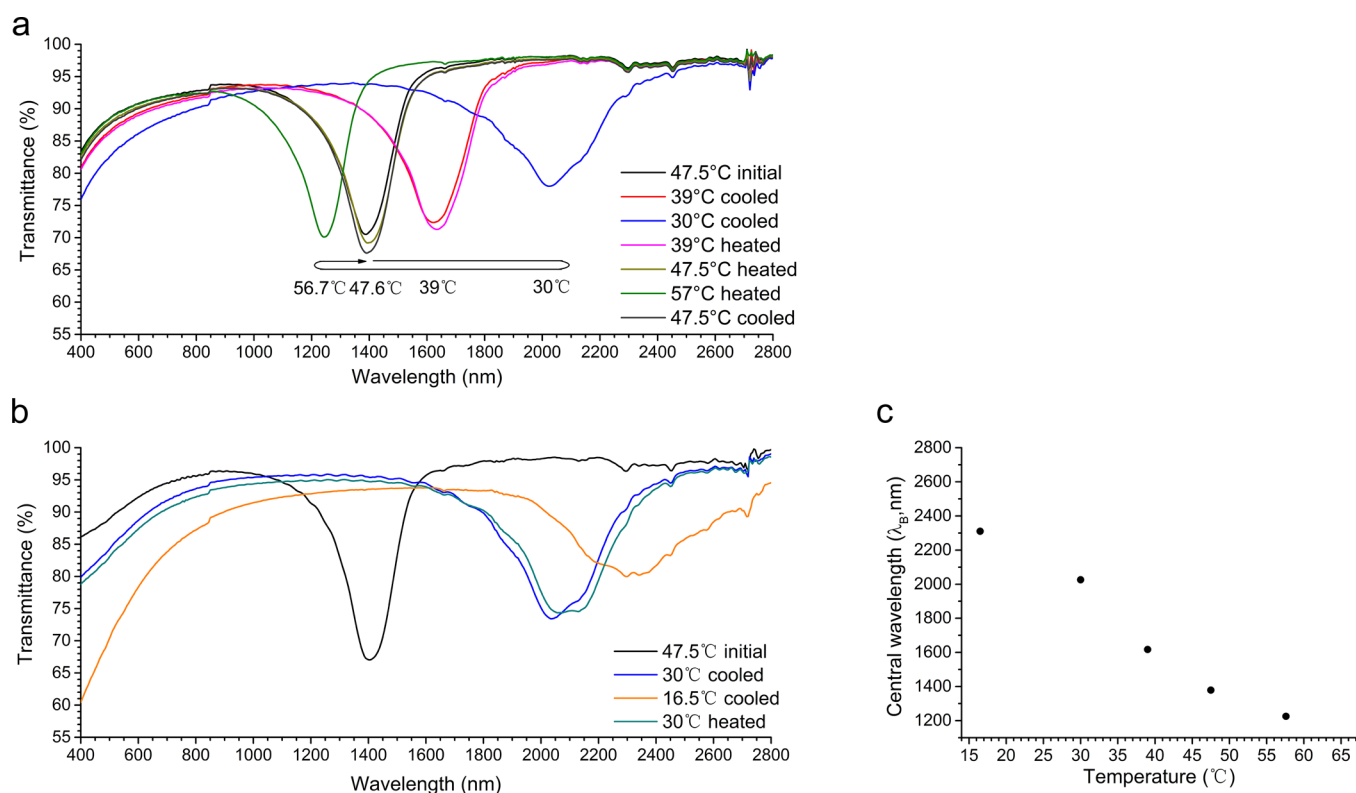 a
100
95
90
85
80
75
70
65
60
55
Transmittance (%)
47.5°C initial
39°C cooled
30°C cooled
39°C heated
47.5°C heated
57°C heated
47.5°C cooled
56.7℃ 47.6℃ 39℃ 30℃
400 600 800 1000 1200 1400 1600 1800 2000 2200 2400 2600 2800
Wavelength (nm)
b
100
95
90
85
80
75
70
65
60
55
Transmittance (%)
47.5℃ initial
30℃ cooled
16.5℃ cooled
30℃ heated
400 600 800 1000 1200 1400 1600 1800 2000 2200 2400 2600 2800
Wavelength (nm)
c
2800
2600
2400
2200
2000
1800
1600
1400
1200
Central wavelength (λB,nm)
15 20 25 30 35 40 45 50 55 60 65
Temperature (℃)